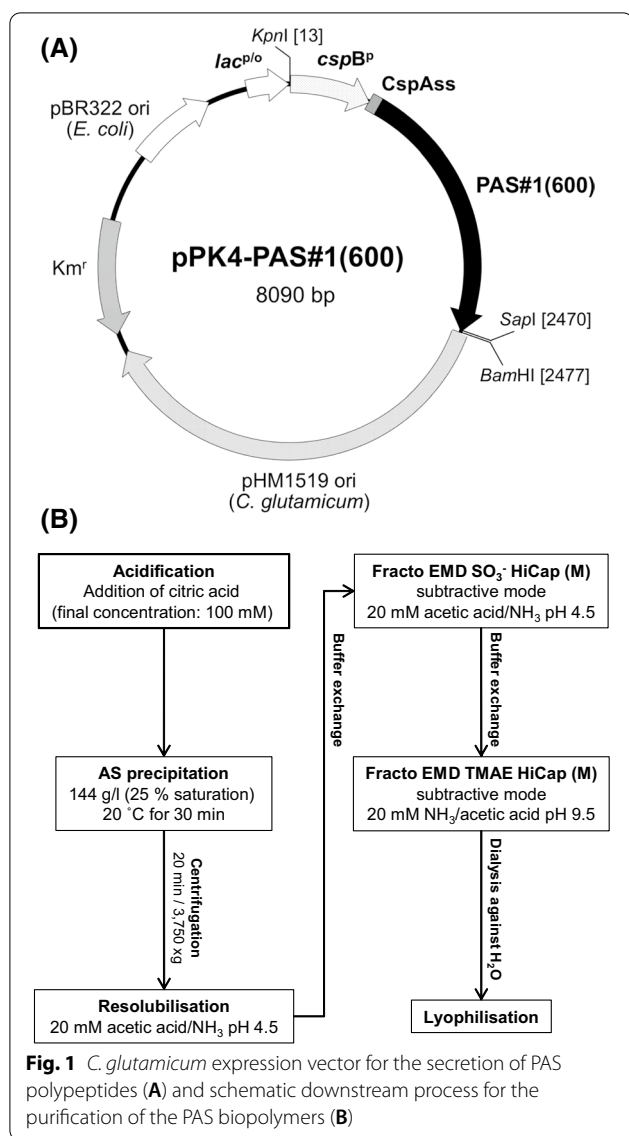 (A)
KpnI [13]
lacᵖ/ᵒ
cspBᵖ
CspAss
pBR322 ori
(E. coli)
PAS#1(600)
pPK4-PAS#1(600)
8090 bp
Kmʳ
SapI [2470]
BamHI [2477]
pHM1519 ori
(C. glutamicum)
(B)
Acidification
Addition of citric acid
(final concentration: 100 mM)
AS precipitation
144 g/l (25 % saturation)
20 ˚C for 30 min
Centrifugation
20 min / 3,750 xg
Resolubilisation
20 mM acetic acid/NH₃ pH 4.5
Buffer exchange
Fracto EMD SO₃⁻ HiCap (M)
subtractive mode
20 mM acetic acid/NH₃ pH 4.5
Buffer exchange
Fracto EMD TMAE HiCap (M)
subtractive mode
20 mM NH₃/acetic acid pH 9.5
Dialysis against
H₂O
Lyophilisation
Fig. 1 C. glutamicum expression vector for the secretion of PAS
polypeptides (A) and schematic downstream process for the
purification of the PAS biopolymers (B)